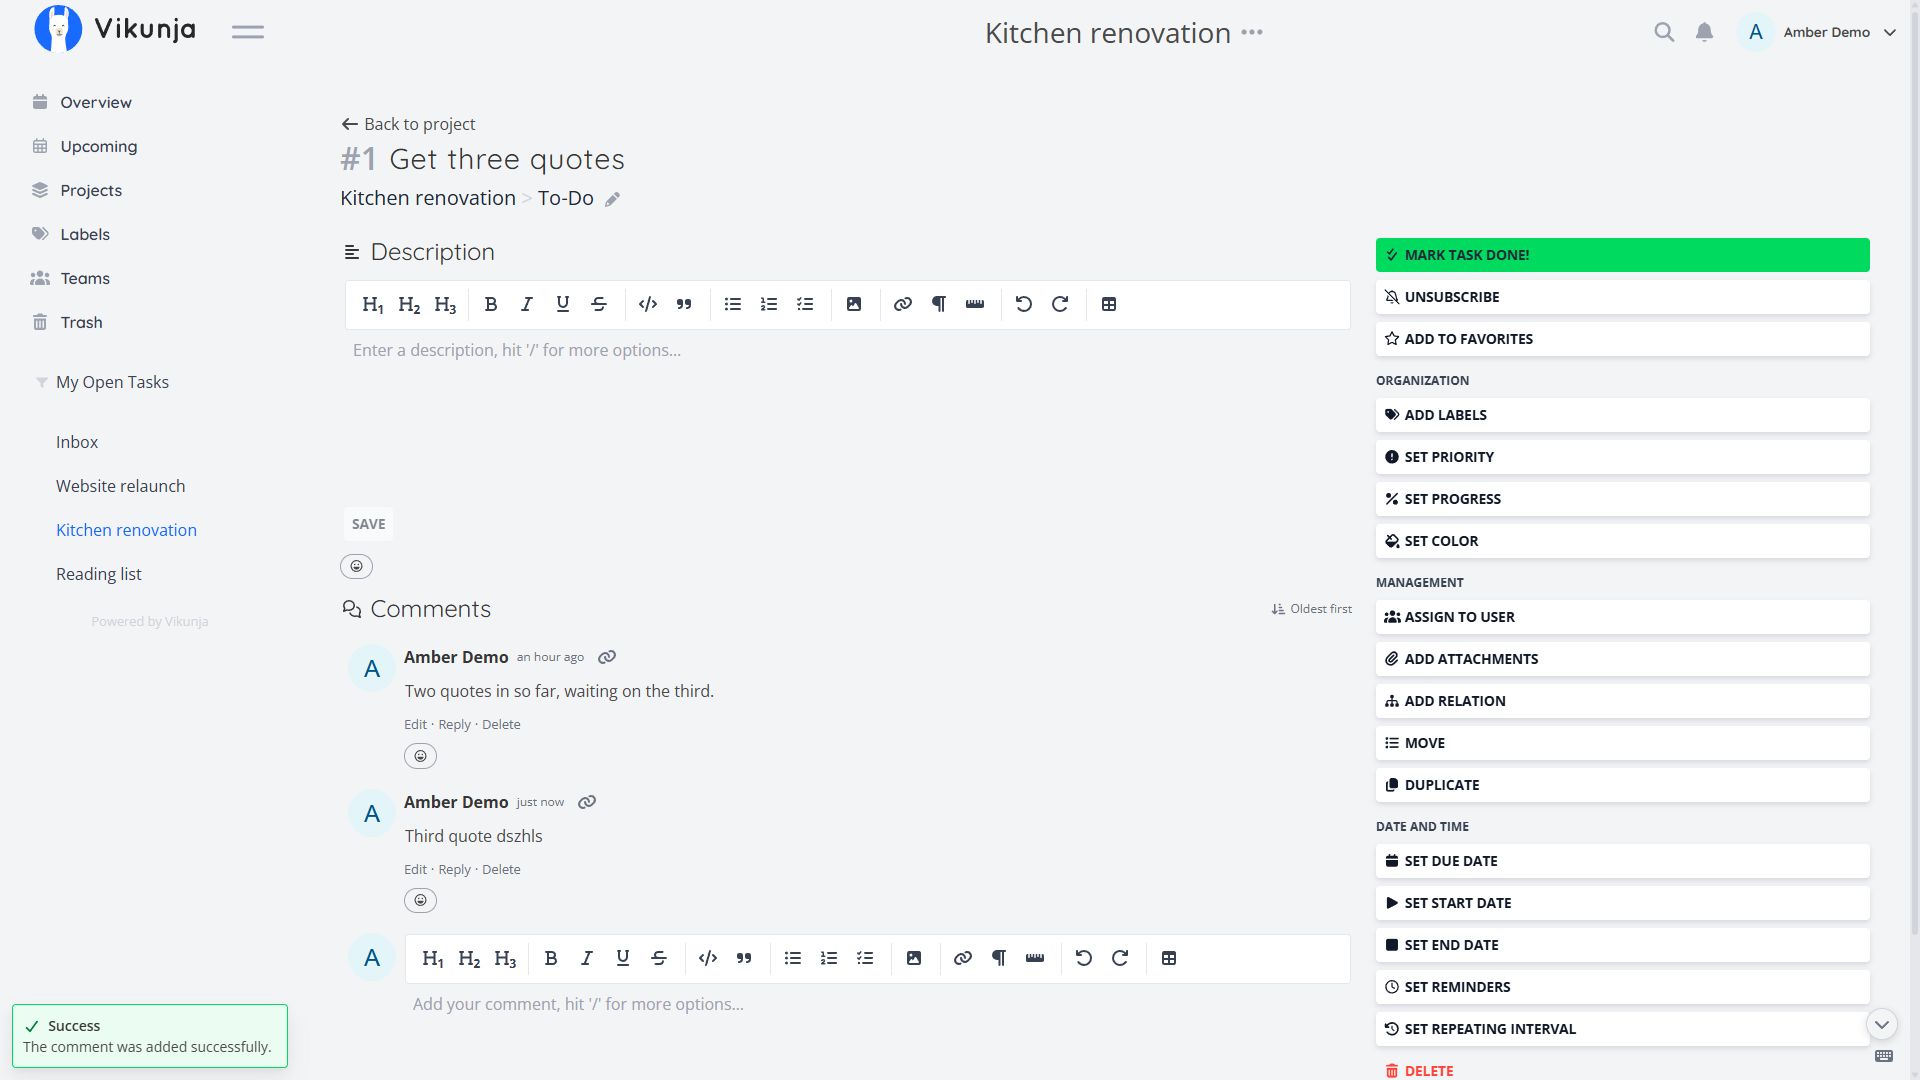 Vikunja
Kitchen renovation
Amber Demo
Overview
Upcoming
Projects
Labels
Teams
Trash
My Open Tasks
Inbox
Website relaunch
Kitchen renovation
Reading list
Powered by Vikunja
Back to project
#1 Get three quotes
Kitchen renovation > To-Do
Description
H1 H2 H3
Enter a description, hit '/' for more options...
SAVE
Comments
Oldest first
A
Amber Demo an hour ago
Two quotes in so far, waiting on the third.
Edit · Reply · Delete
A
Amber Demo just now
Third quote dszhls
Edit · Reply · Delete
A
H1 H2 H3
Add your comment, hit '/' for more options...
MARK TASK DONE!
UNSUBSCRIBE
ADD TO FAVORITES
ORGANIZATION
ADD LABELS
SET PRIORITY
SET PROGRESS
SET COLOR
MANAGEMENT
ASSIGN TO USER
ADD ATTACHMENTS
ADD RELATION
MOVE
DUPLICATE
DATE AND TIME
SET DUE DATE
SET START DATE
SET END DATE
SET REMINDERS
SET REPEATING INTERVAL
DELETE
Success
The comment was added successfully.